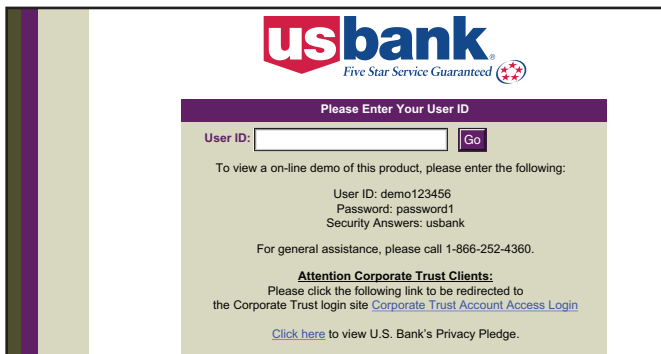 usbank®
Five Star Service Guaranteed
Please Enter Your User ID
User ID: Go
To view a on-line demo of this product, please enter the following:
User ID: demo123456
Password: password1
Security Answers: usbank
For general assistance, please call 1-866-252-4360.
Attention Corporate Trust Clients:
Please click the following link to be redirected to
the Corporate Trust login site Corporate Trust Account Access Login
Click here to view U.S. Bank's Privacy Pledge.